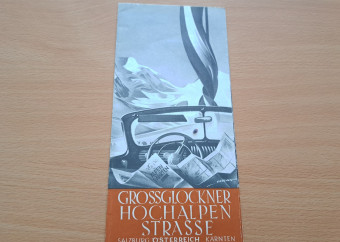 GROSSGLOCKNER
HOCHALPEN
STRASSE
SALZBURG ÖSTERREICH KÄRNTEN